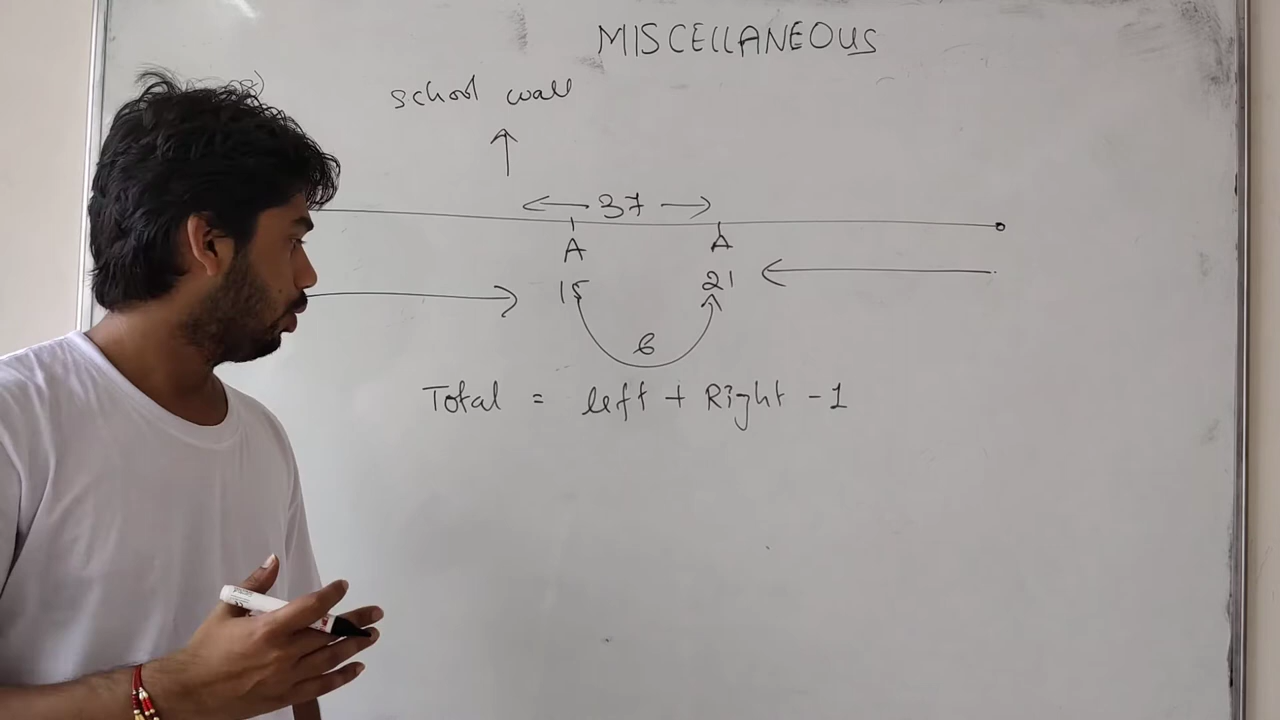 MISCELLANEOUS
school wall
37
A A
15 21
6
Total = left + Right -1